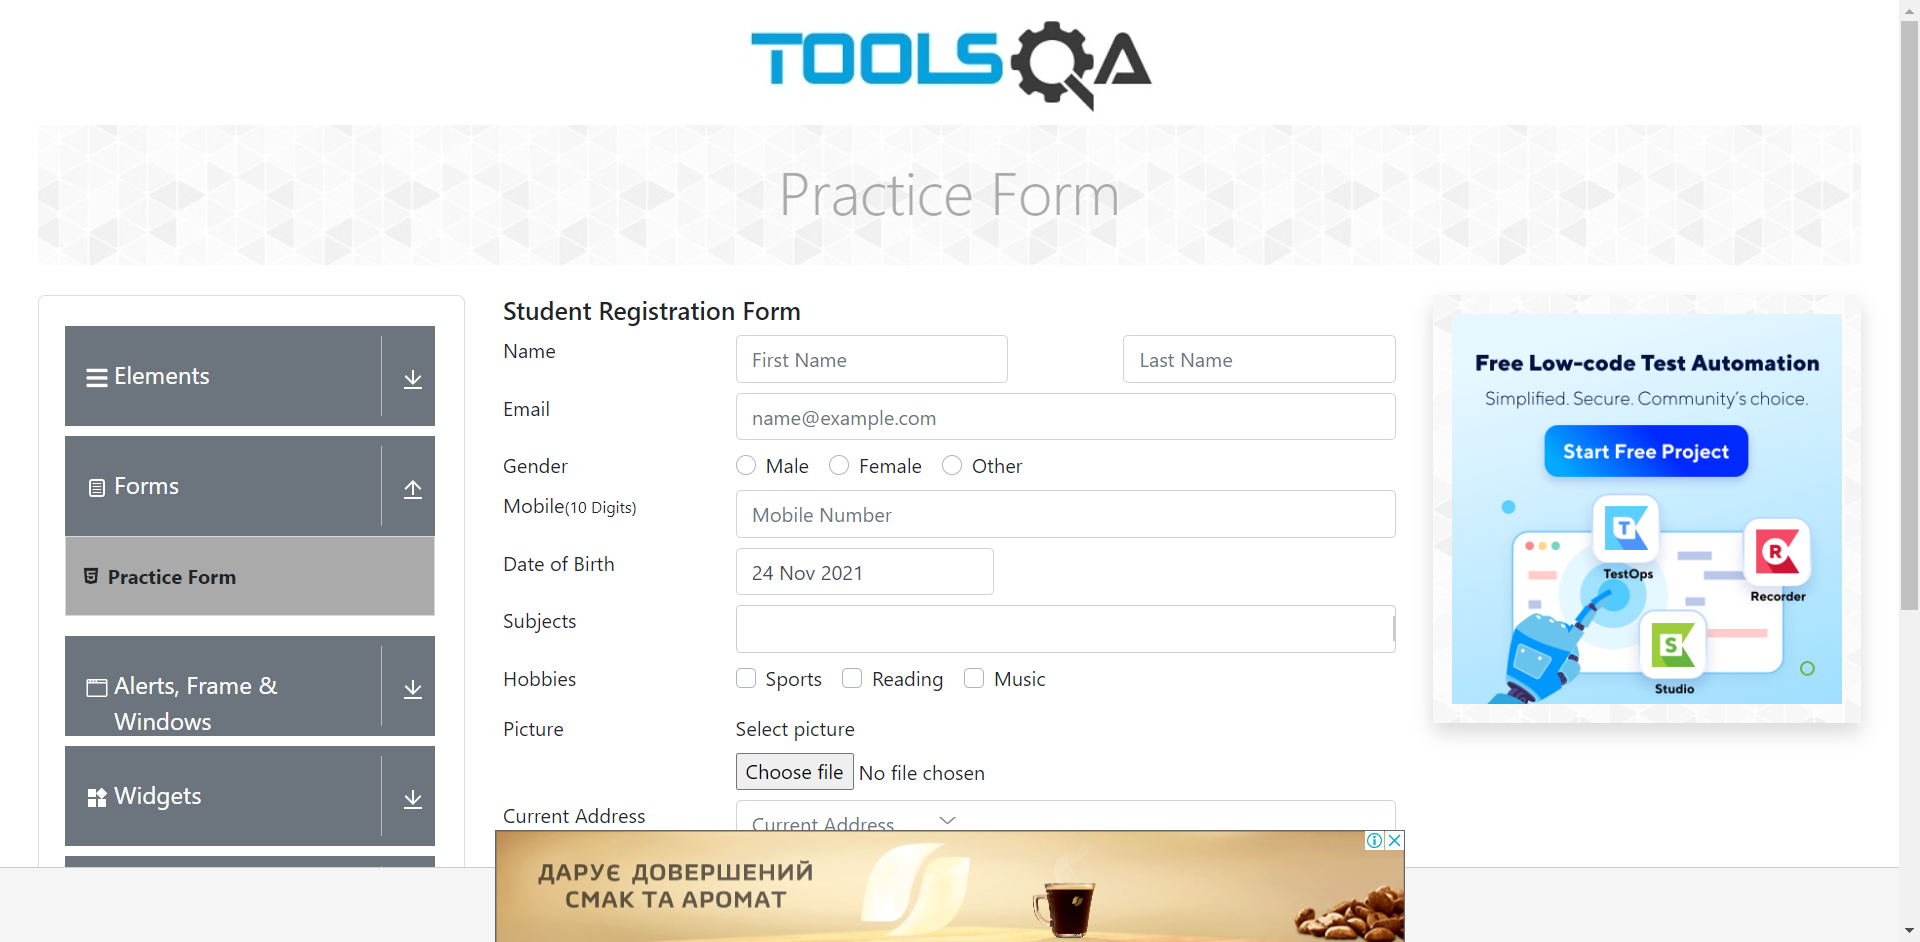 TOOLSQA
Practice Form
Elements
Forms
Practice Form
Alerts, Frame &
Windows
Widgets
Student Registration Form
Name
First Name
Last Name
Email
name@example.com
Gender
Male
Female
Other
Mobile(10 Digits)
Mobile Number
Date of Birth
24 Nov 2021
Subjects
Hobbies
Sports
Reading
Music
Picture
Select picture
Choose file
No file chosen
Current Address
Current Address
Free Low-code Test Automation
Simplified. Secure. Community's choice.
Start Free Project
T
TestOps
R
Recorder
S
Studio
ДАРУЄ ДОВЕРШЕНИЙ
СМАК ТА АРОМАТ